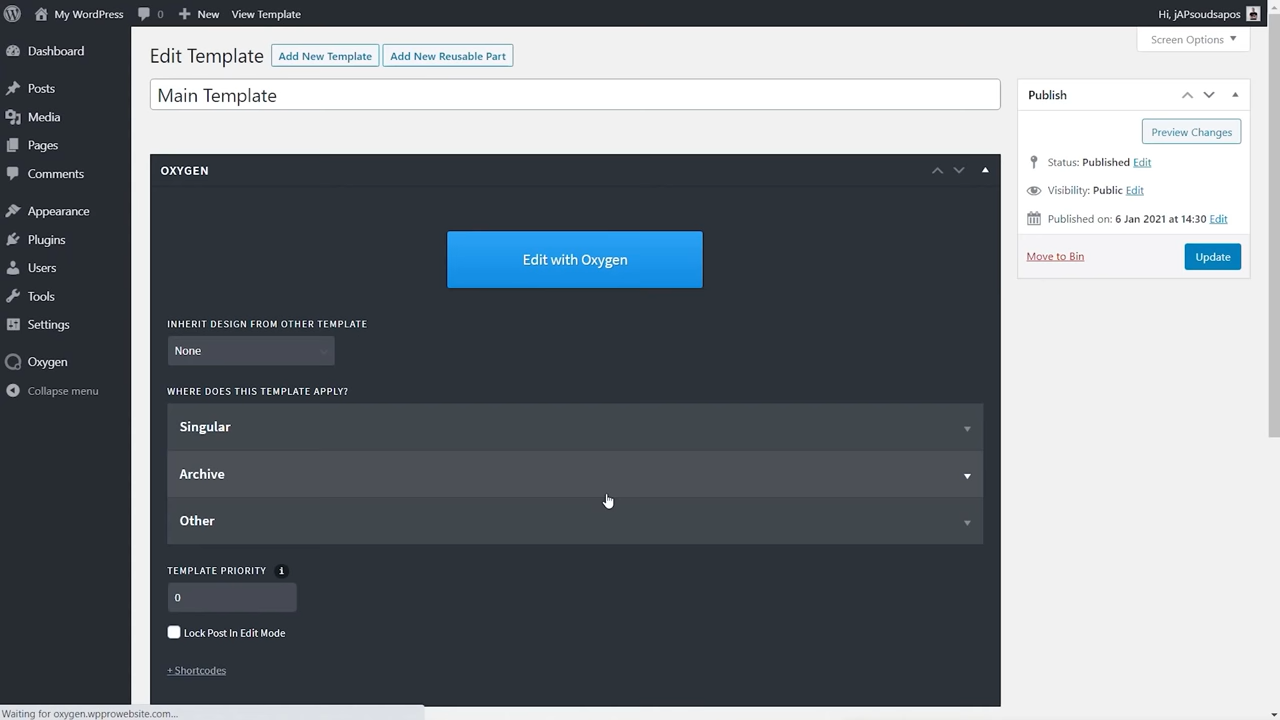 My WordPress
0
New
View Template
Hi, jAPsoudsapos
Dashboard
Posts
Media
Pages
Comments
Appearance
Plugins
Users
Tools
Settings
Oxygen
Collapse menu
Screen Options
Edit Template
Add New Template
Add New Reusable Part
Main Template
OXYGEN
Edit with Oxygen
INHERIT DESIGN FROM OTHER TEMPLATE
None
WHERE DOES THIS TEMPLATE APPLY?
Singular
Archive
Other
TEMPLATE PRIORITY i
0
Lock Post In Edit Mode
+ Shortcodes
Publish
Preview Changes
Status: Published Edit
Visibility: Public Edit
Published on: 6 Jan 2021 at 14:30 Edit
Move to Bin
Update
Waiting for oxygen.wpprowebsite.com...